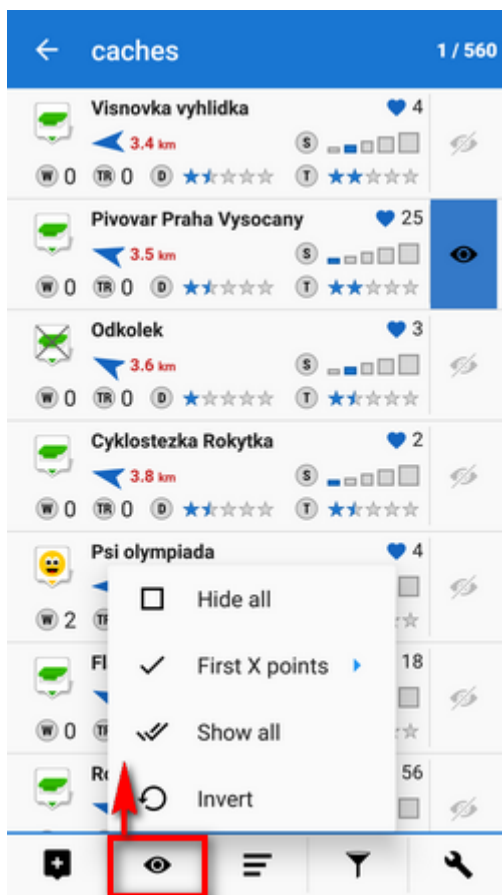 caches 1 / 560
Visnovka vyhlidka 4
3.4 km S
W 0 TR 0 D T
Pivovar Praha Vysocany 25
3.5 km S
W 0 TR 0 D T
Odkolek 3
3.6 km S
W 0 TR 0 D T
Cyklostezka Rokytka 2
3.8 km S
W 0 TR 0 D T
Psi olympiada 4
Hide all
W 2
Fl 18
First X points
W 0
Show all
56
Invert